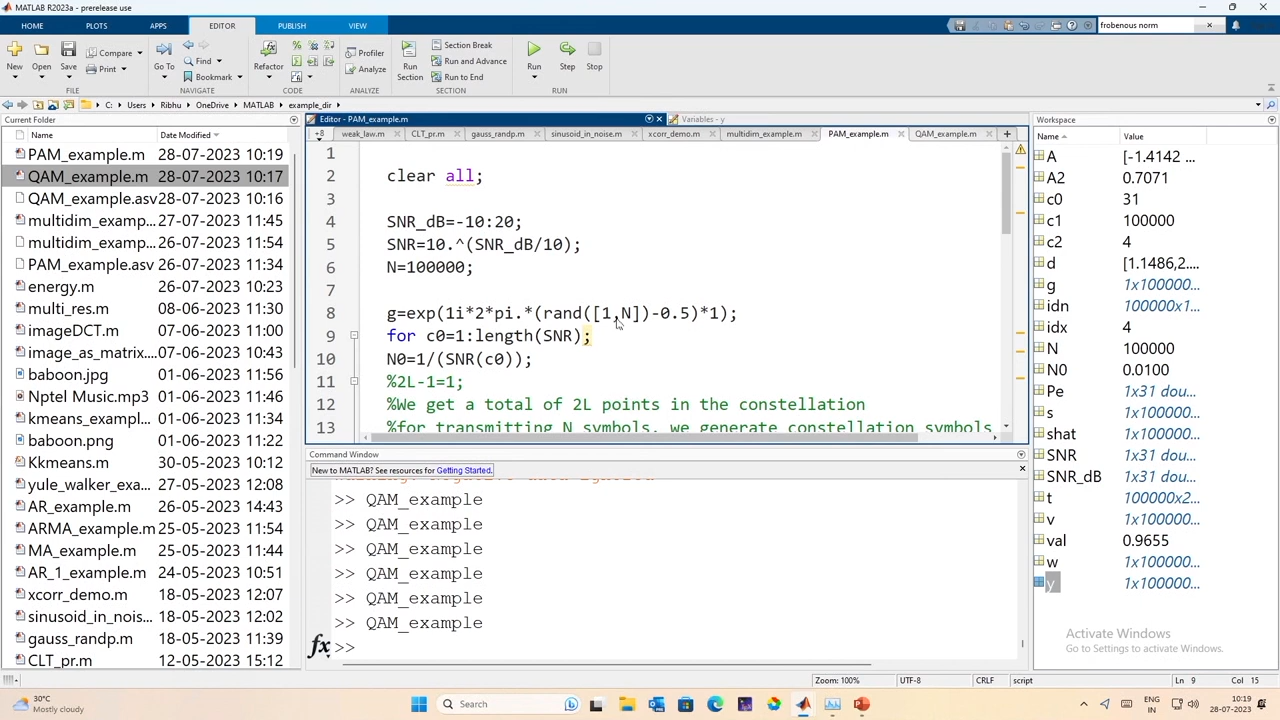 MATLAB R2023a - prerelease use
HOME PLOTS APPS EDITOR PUBLISH VIEW
frobenous norm
New Open Save Compare Print Go To Find Bookmark Refactor Profiler Analyze Run Section Section Break Run and Advance Run to End Run Step Stop
FILE NAVIGATE CODE ANALYZE SECTION RUN
C: Users Ribhu OneDrive MATLAB example_dir
Current Folder
Name Date Modified
PAM_example.m 28-07-2023 10:19
QAM_example.m 28-07-2023 10:17
QAM_example.asv 28-07-2023 10:16
multidim_examp... 27-07-2023 11:45
multidim_examp... 26-07-2023 11:54
PAM_example.asv 26-07-2023 11:34
energy.m 11-07-2023 11:36
multi_res.m 08-06-2023 11:30
imageDCT.m 07-06-2023 11:39
image_as_matrix... 07-06-2023 11:33
baboon.jpg 01-06-2023 11:56
Nptel Music.mp3 01-06-2023 11:22
kmeans_exampl... 01-06-2023 11:34
baboon.png 01-06-2023 11:22
Kkmeans.m 30-05-2023 10:12
yule_walker_exa... 27-05-2023 12:08
AR_example.m 26-05-2023 14:43
ARMA_example.m 25-05-2023 11:54
MA_example.m 25-05-2023 11:44
AR_1_example.m 24-05-2023 10:51
xcorr_demo.m 18-05-2023 12:07
sinusoid_in_nois... 18-05-2023 12:02
gauss_randp.m 18-05-2023 11:39
CLT_pr.m 12-05-2023 15:12
Editor - PAM_example.m
Variables - y
+8 weak_law.m CLT_pr.m gauss_randp.m sinusoid_in_noise.m xcorr_demo.m multidim_example.m PAM_example.m QAM_example.m
1
2 clear all;
3
4 SNR_dB=-10:20;
5 SNR=10.^(SNR_dB/10);
6 N=100000;
7
8 g=exp(1i*2*pi.*(rand([1,N])-0.5)*1);
9 for c0=1:length(SNR);
10 N0=1/(SNR(c0));
11 %2L-1=1;
12 %We get a total of 2L points in the constellation
13 %for transmitting N symbols, we generate constellation symbols
Command Window
New to MATLAB? See resources for Getting Started.
>> QAM_example
>> QAM_example
>> QAM_example
>> QAM_example
>> QAM_example
>> QAM_example
fx >>
Workspace
Name Value
A [-1.4142 ...
A2 0.7071
c0 31
c1 100000
c2 4
d [1.1486,2....
g 1x100000...
idn 100000x1...
idx 4
N 100000
N0 0.0100
Pe 1x31 dou...
s 1x100000...
shat 1x100000...
SNR 1x31 dou...
SNR_dB 1x31 dou...
t 100000x2...
v 1x100000...
val 0.9655
w 1x100000...
y 1x100000...
Activate Windows
Go to Settings to activate Windows.
Zoom: 100% UTF-8 CRLF script Ln 9 Col 15
30°C
Mostly cloudy
Search
ENG
IN
10:19
28-07-2023